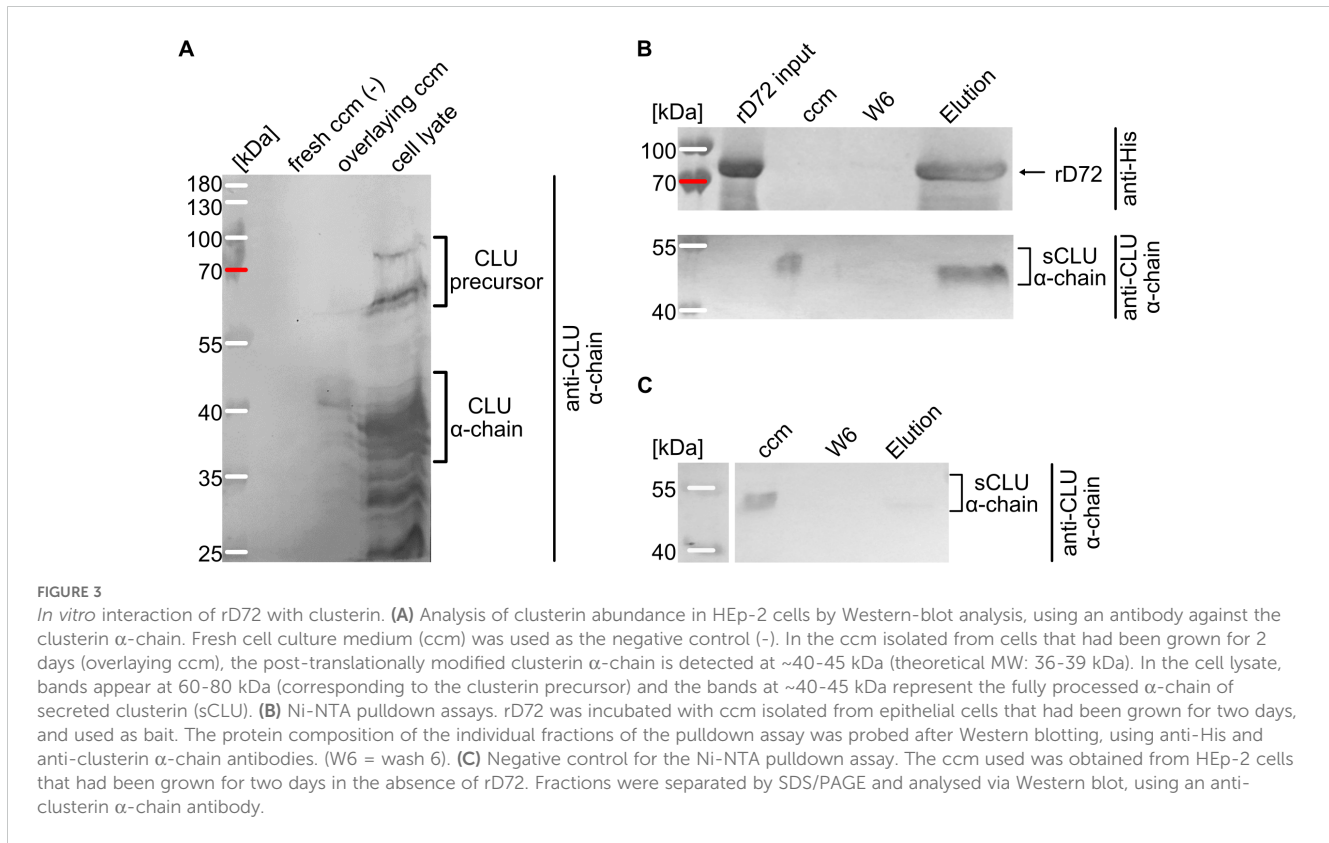 A
[kDa]
fresh ccm (-)
overlaying ccm
cell lyate
180
130
100
70
55
40
35
25
CLU
precursor
CLU
α-chain
anti-CLU
α-chain
B
[kDa]
rD72 input
ccm
W6
Elution
100
70
rD72
anti-His
55
40
sCLU
α-chain
anti-CLU
α-chain
C
[kDa]
ccm
W6
Elution
55
40
sCLU
α-chain
anti-CLU
α-chain
FIGURE 3
In vitro interaction of rD72 with clusterin. (A) Analysis of clusterin abundance in HEp-2 cells by Western-blot analysis, using an antibody against the
clusterin α-chain. Fresh cell culture medium (ccm) was used as the negative control (-). In the ccm isolated from cells that had been grown for 2
days (overlaying ccm), the post-translationally modified clusterin α-chain is detected at ~40-45 kDa (theoretical MW: 36-39 kDa). In the cell lysate,
bands appear at 60-80 kDa (corresponding to the clusterin precursor) and the bands at ~40-45 kDa represent the fully processed α-chain of
secreted clusterin (sCLU). (B) Ni-NTA pulldown assays. rD72 was incubated with ccm isolated from epithelial cells that had been grown for two days,
and used as bait. The protein composition of the individual fractions of the pulldown assay was probed after Western blotting, using anti-His and
anti-clusterin α-chain antibodies. (W6 = wash 6). (C) Negative control for the Ni-NTA pulldown assay. The ccm used was obtained from HEp-2 cells
that had been grown for two days in the absence of rD72. Fractions were separated by SDS/PAGE and analysed via Western blot, using an anti-
clusterin α-chain antibody.